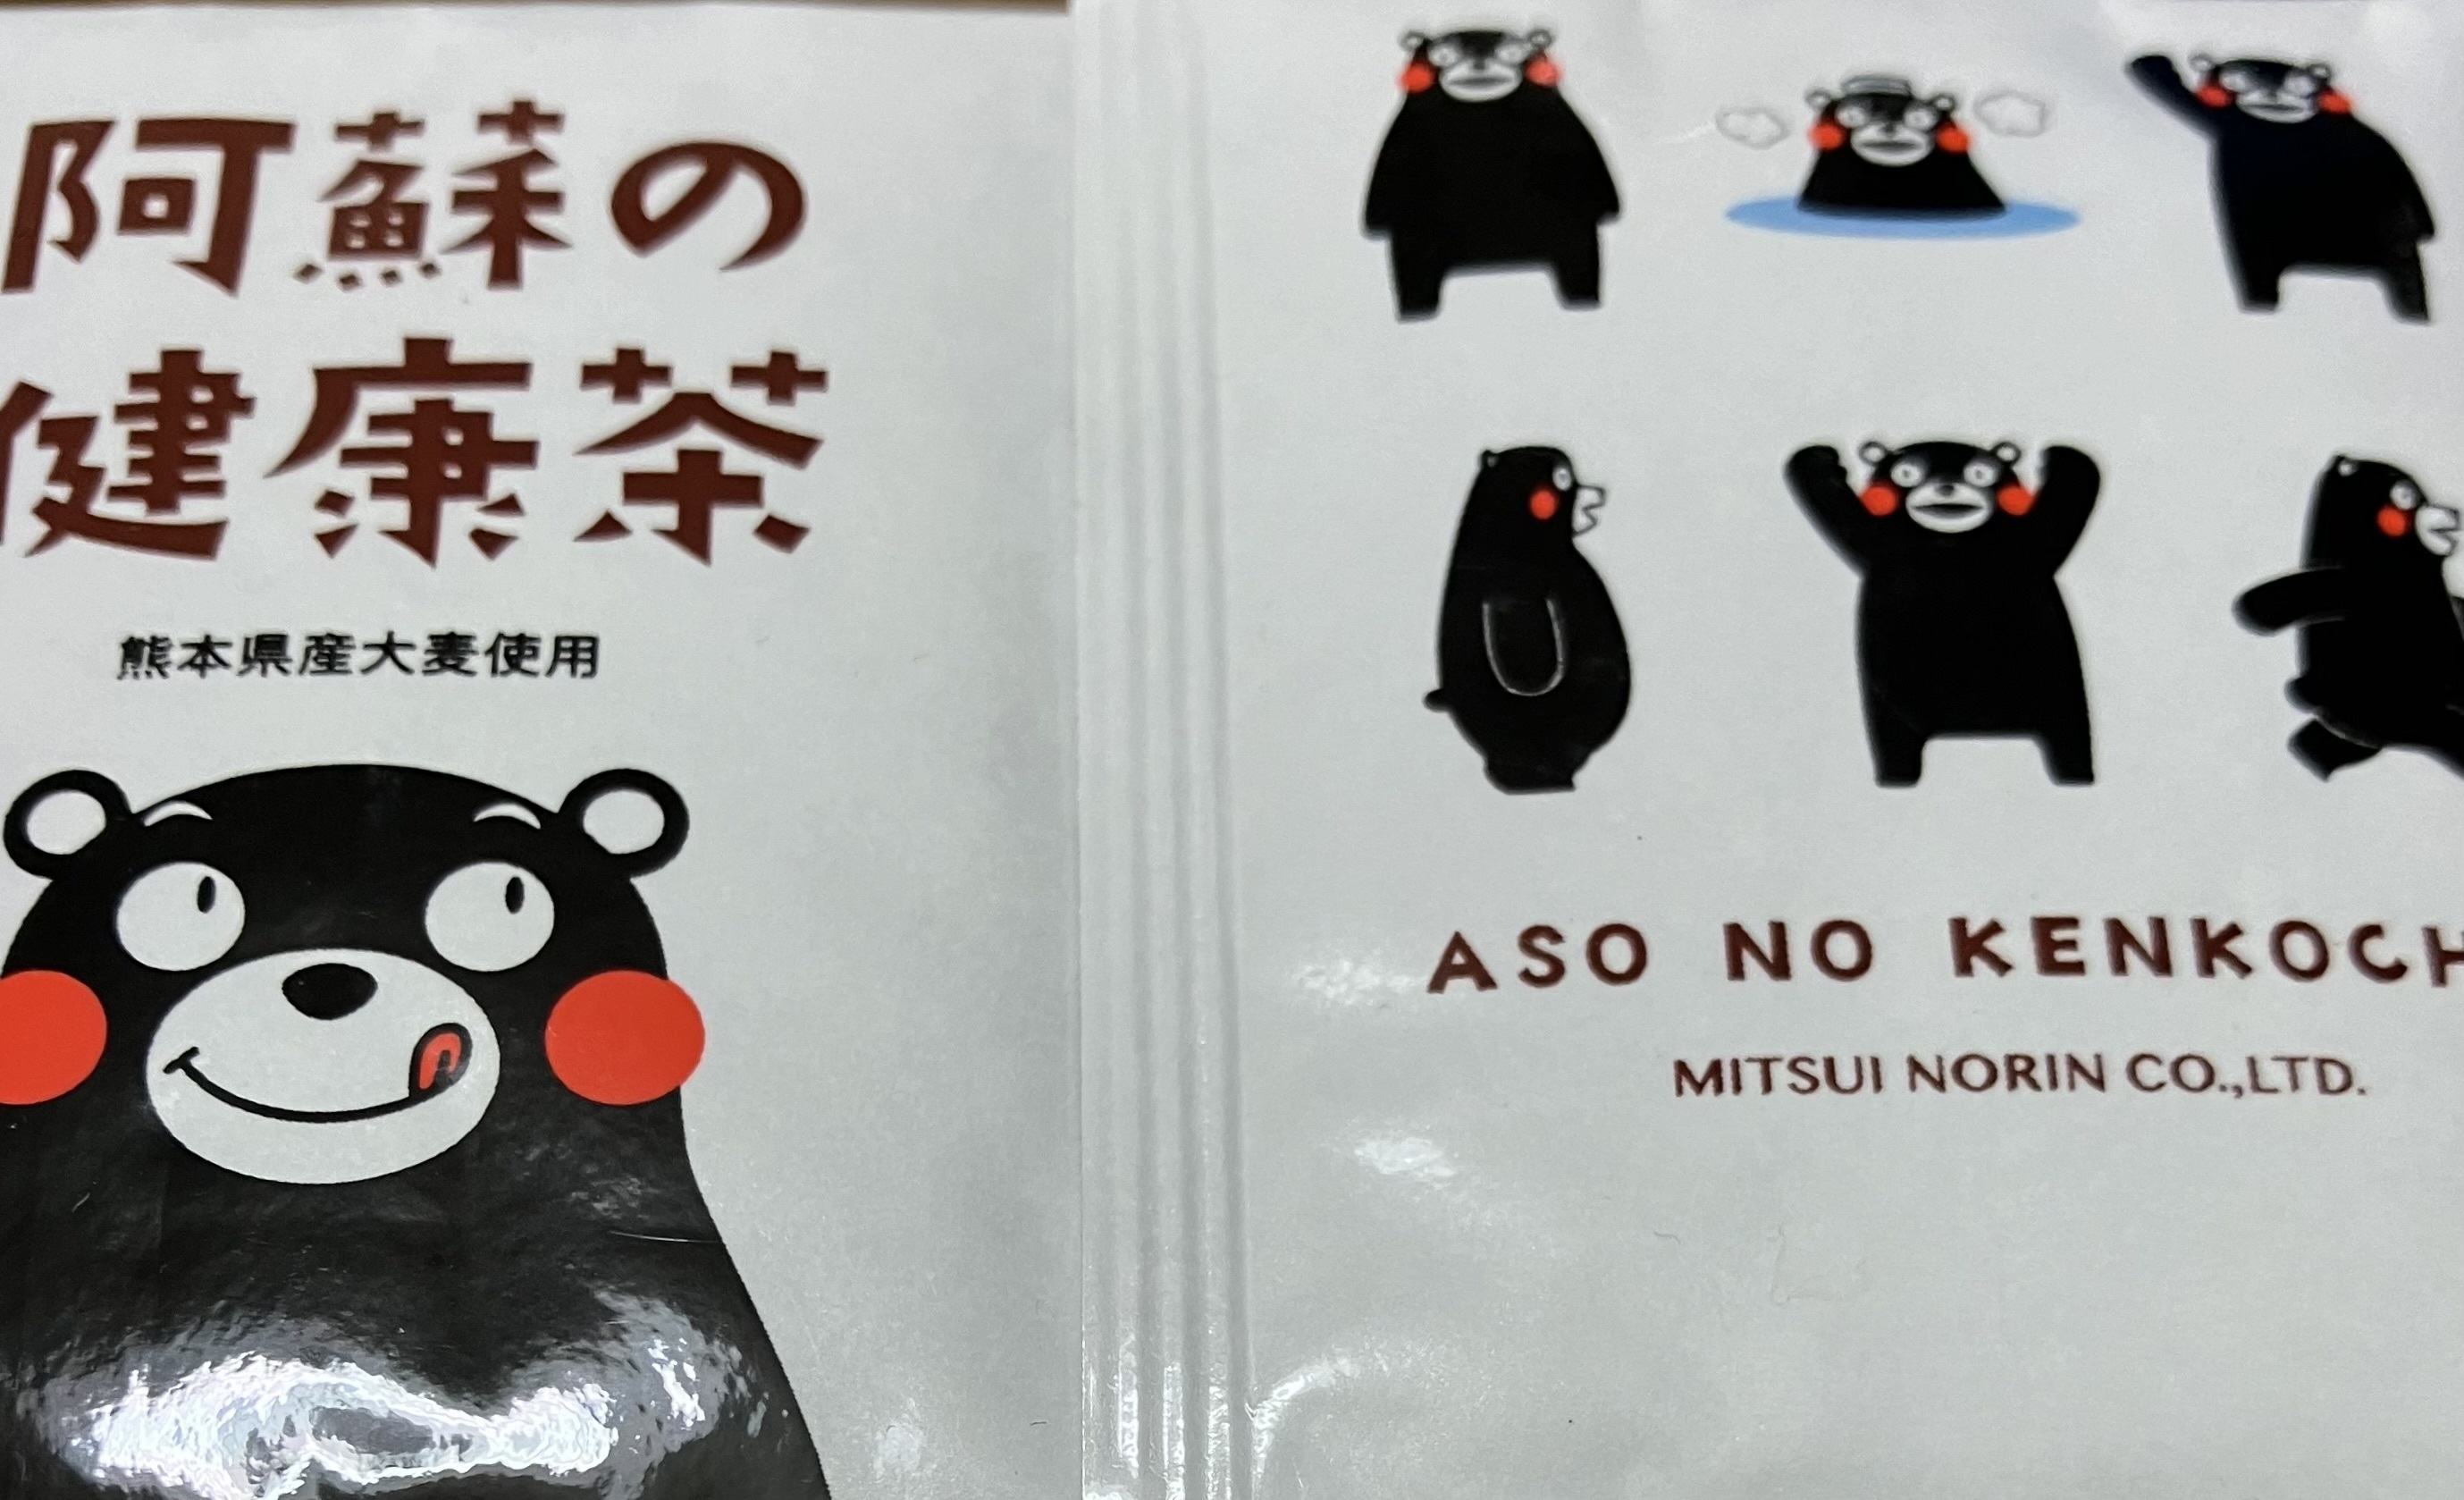 阿蘇の
健康茶
熊本県産大麦使用
ASO NO KENKOCH
MITSUI NORIN CO.,LTD.